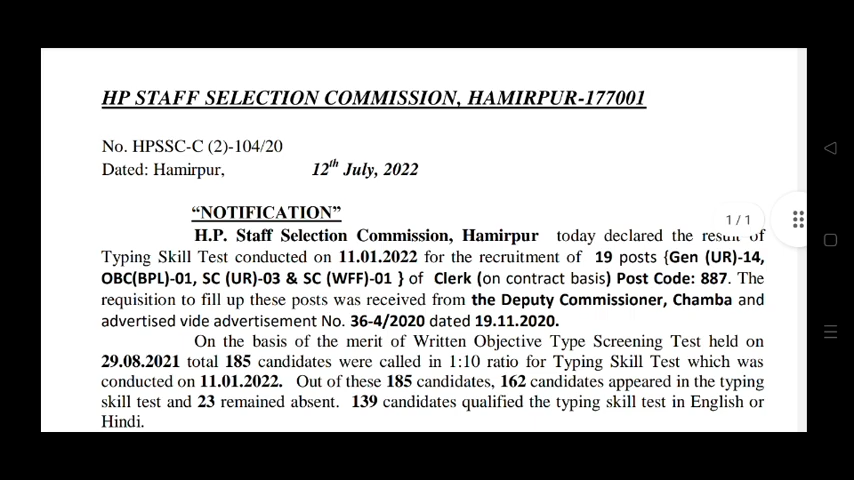 HP STAFF SELECTION COMMISSION, HAMIRPUR-177001
No. HPSSC-C (2)-104/20
Dated: Hamirpur, 12th July, 2022
“NOTIFICATION”
1 / 1
H.P. Staff Selection Commission, Hamirpur today declared the result of
Typing Skill Test conducted on 11.01.2022 for the recruitment of 19 posts {Gen (UR)-14,
OBC(BPL)-01, SC (UR)-03 & SC (WFF)-01 } of Clerk (on contract basis) Post Code: 887. The
requisition to fill up these posts was received from the Deputy Commissioner, Chamba and
advertised vide advertisement No. 36-4/2020 dated 19.11.2020.
On the basis of the merit of Written Objective Type Screening Test held on
29.08.2021 total 185 candidates were called in 1:10 ratio for Typing Skill Test which was
conducted on 11.01.2022. Out of these 185 candidates, 162 candidates appeared in the typing
skill test and 23 remained absent. 139 candidates qualified the typing skill test in English or
Hindi.